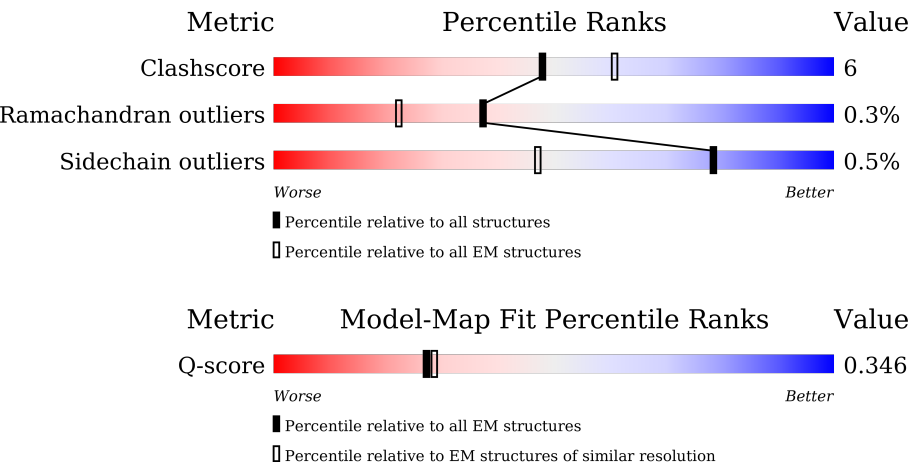 Metric Percentile Ranks Value
Clashscore 6
Ramachandran outliers 0.3%
Sidechain outliers 0.5%
Worse Better
Percentile relative to all structures
Percentile relative to all EM structures
Metric Model-Map Fit Percentile Ranks Value
Q-score 0.346
Worse Better
Percentile relative to all EM structures
Percentile relative to EM structures of similar resolution